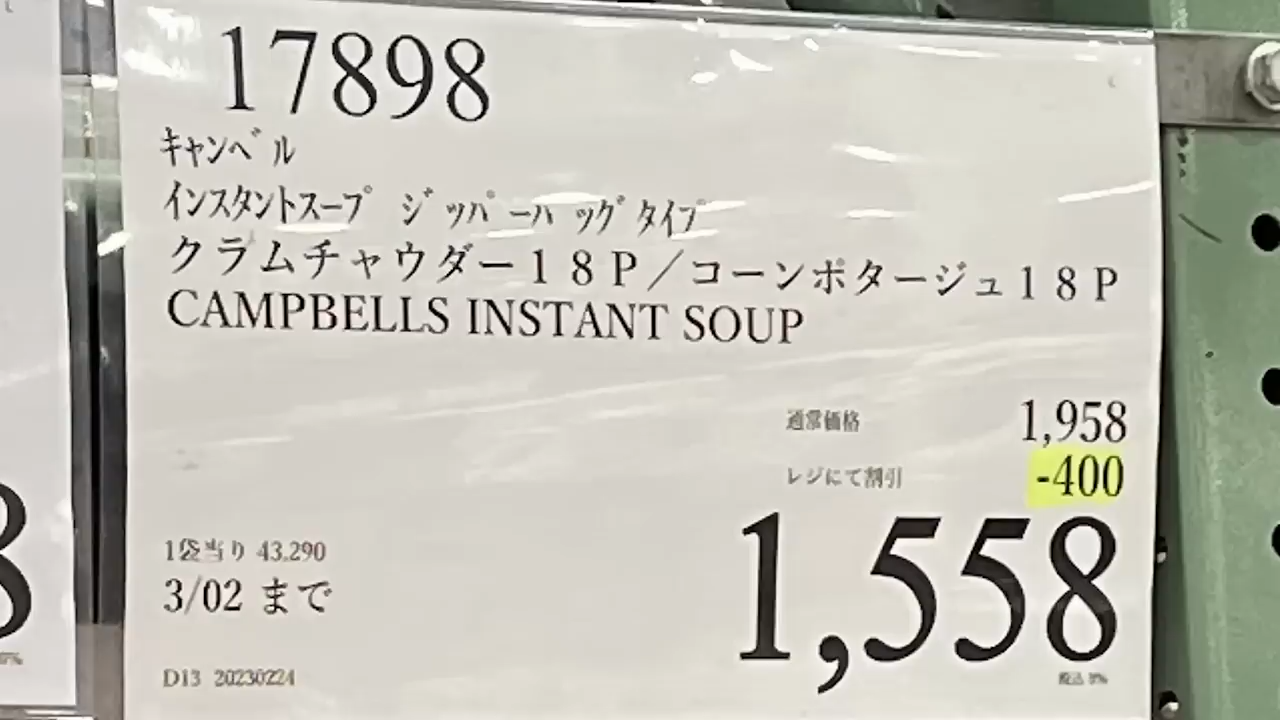 17898
キャンベル
インスタントスープ ジッパーバッグタイプ
クラムチャウダー18P/コーンポタージュ18P
CAMPBELLS INSTANT SOUP
通常価格 1,958
レジにて割引 -400
1,558
1袋当り 43.290
3/02 まで
税込 8%
D13 20230224